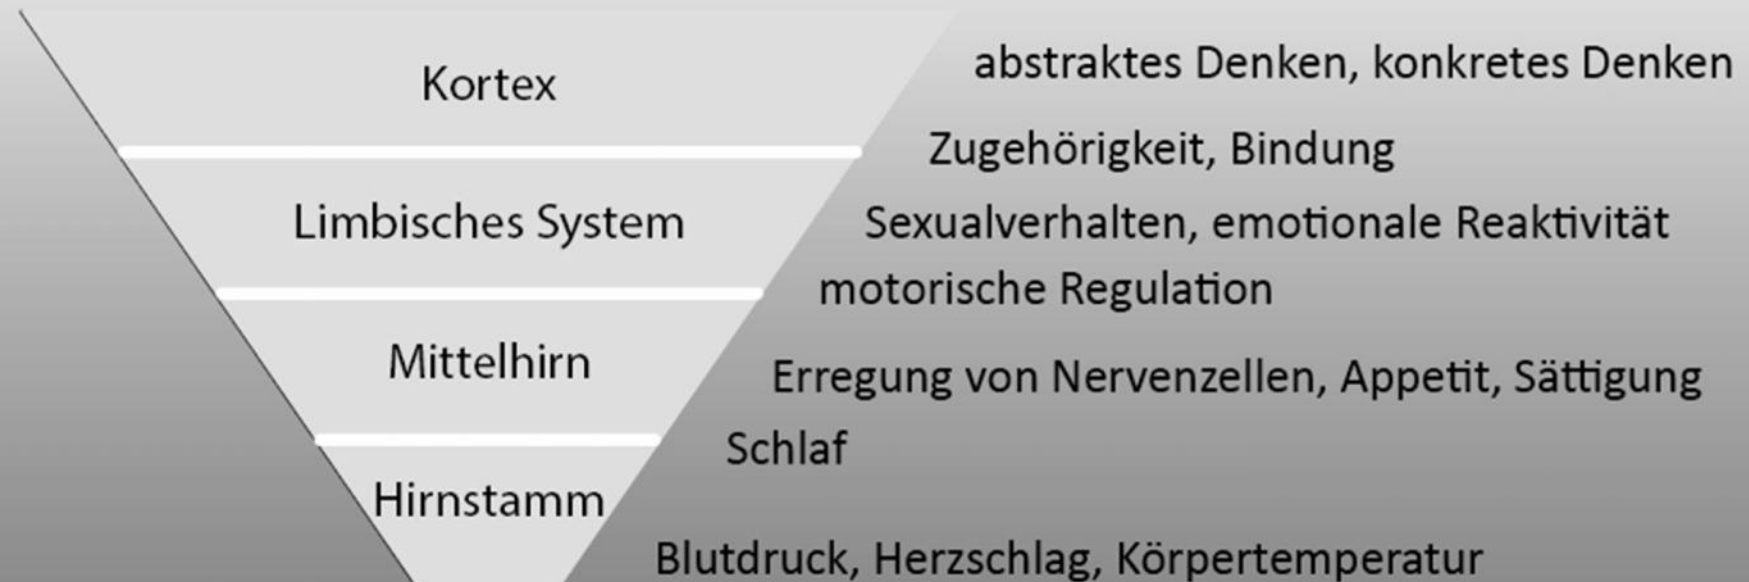 Kortex
abstraktes Denken, konkretes Denken
Zugehörigkeit, Bindung
Limbisches System
Sexualverhalten, emotionale Reaktivität
motorische Regulation
Mittelhirn
Erregung von Nervenzellen, Appetit, Sättigung
Schlaf
Hirnstamm
Blutdruck, Herzschlag, Körpertemperatur